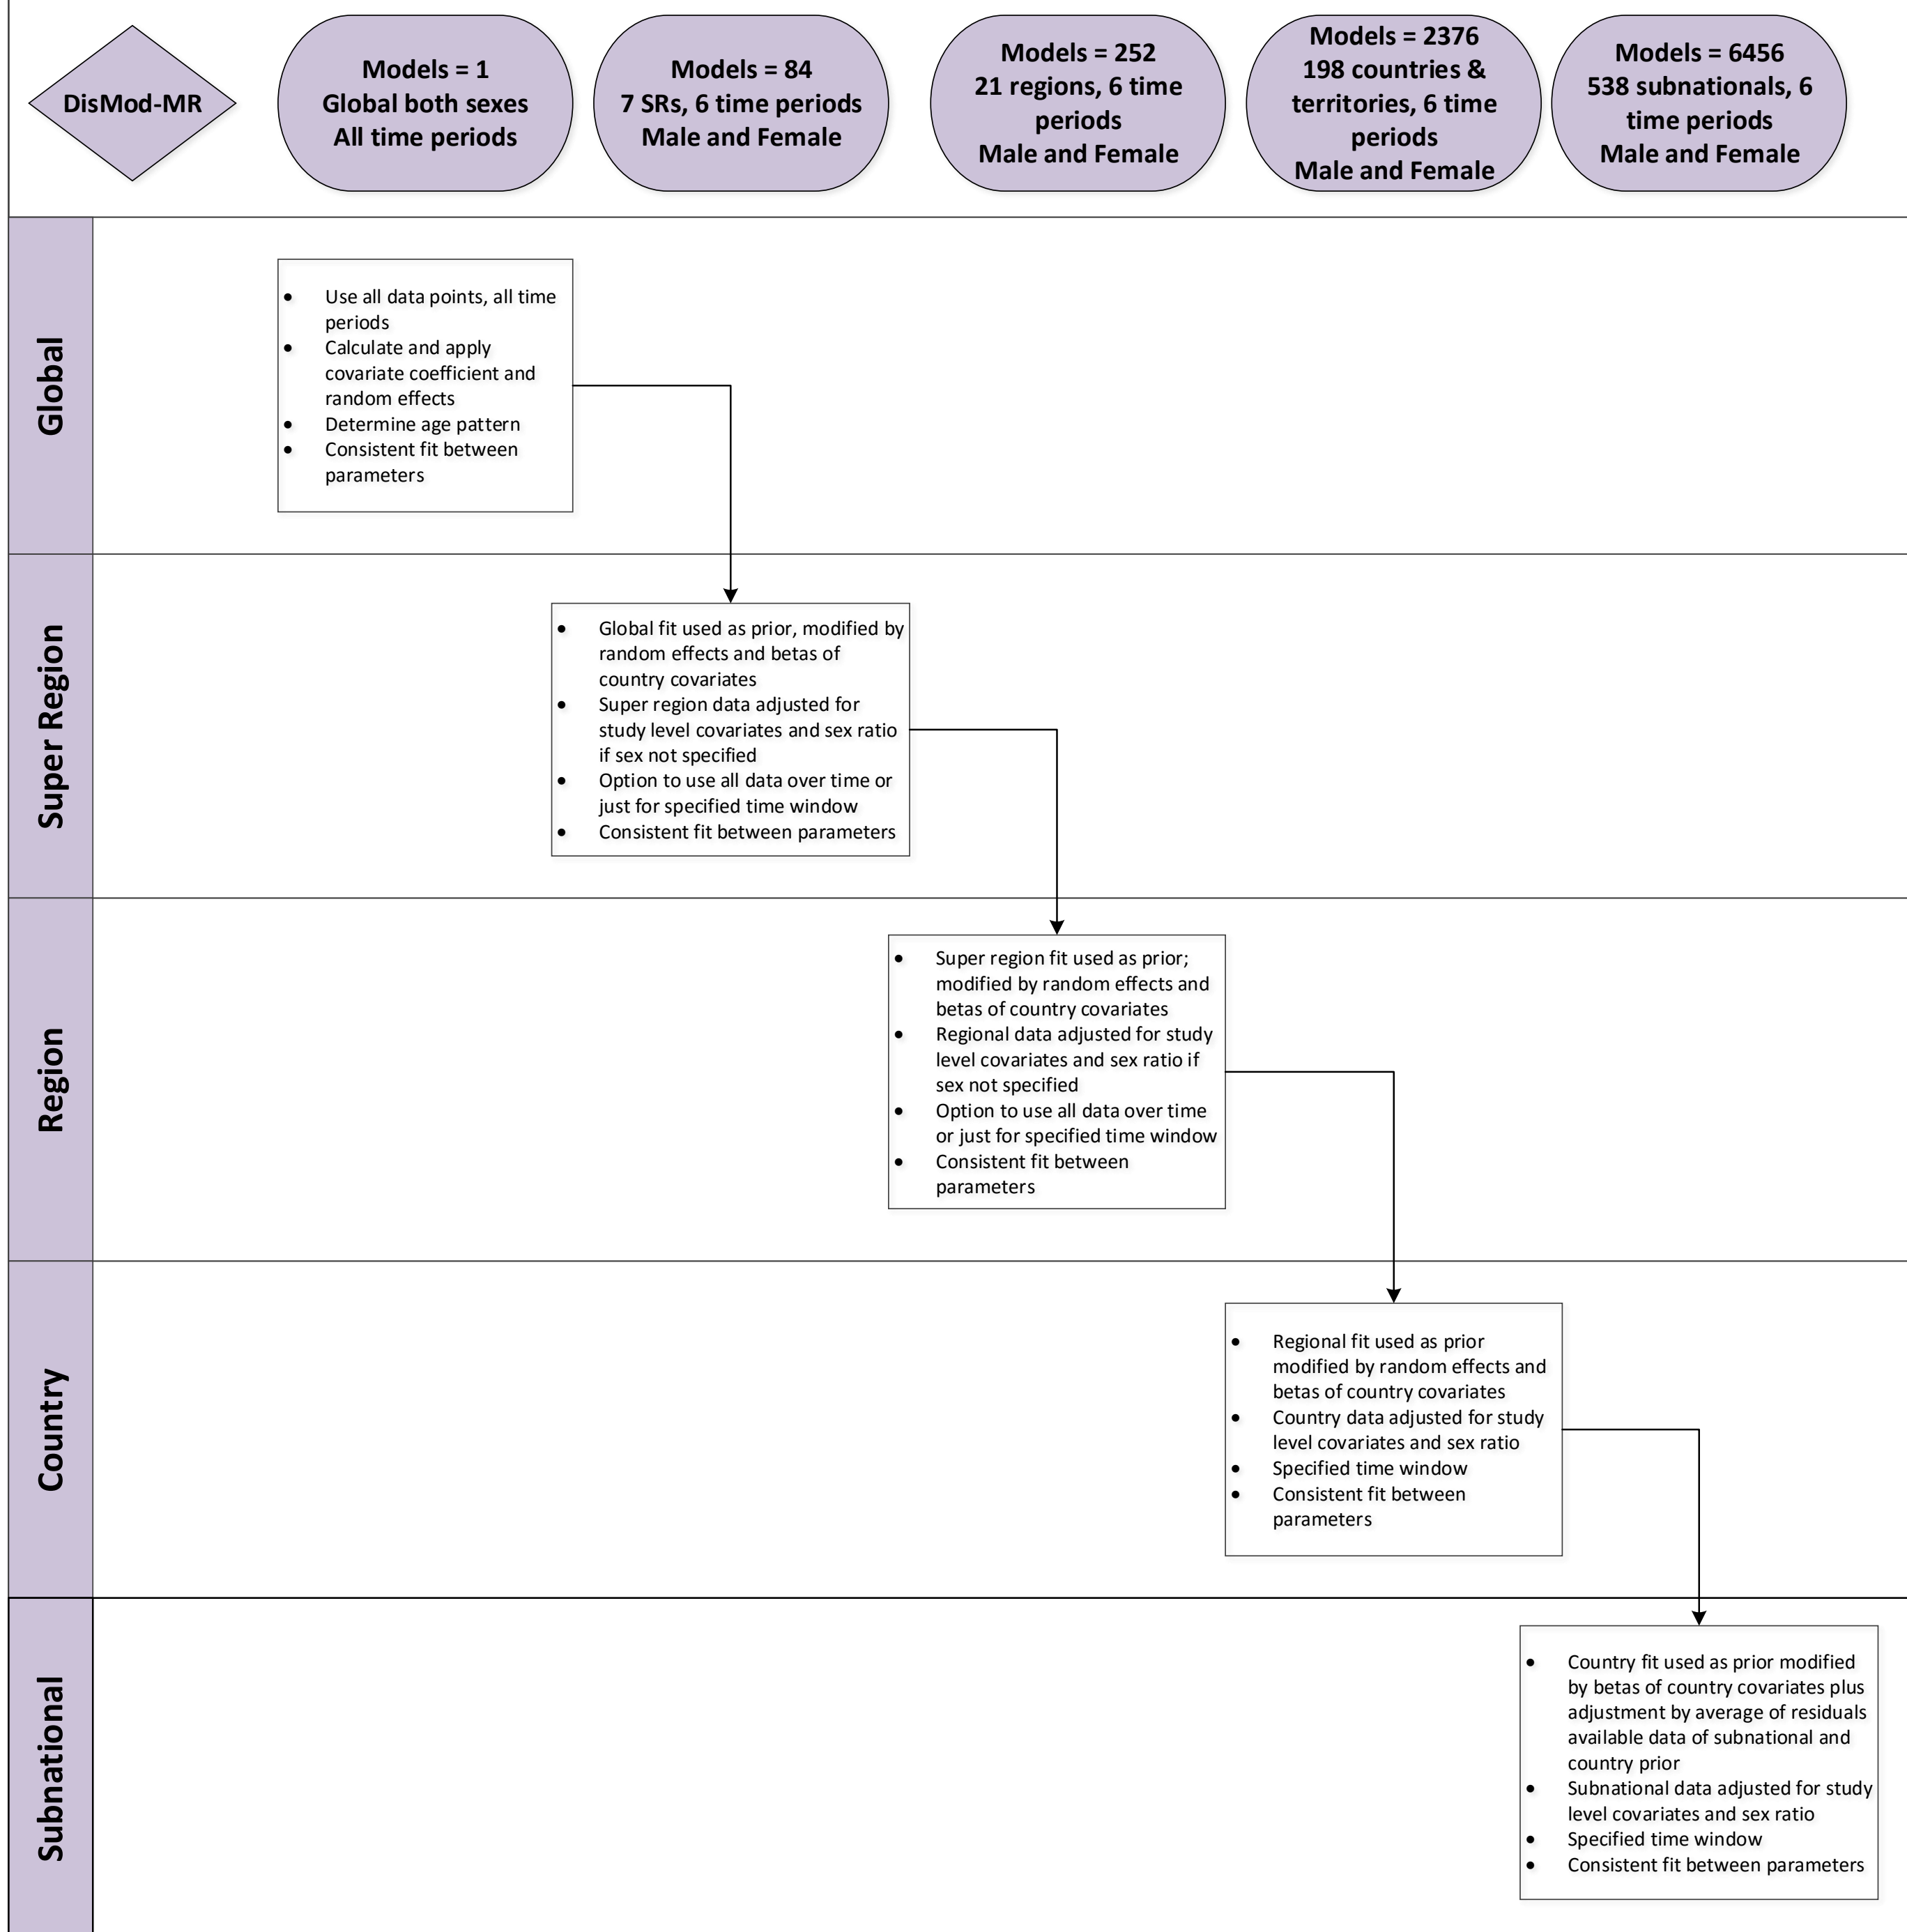 DisMod-MR
Models = 1
Global both sexes
All time periods
Models = 84
7 SRs, 6 time periods
Male and Female
Models = 252
21 regions, 6 time
periods
Male and Female
Models = 2376
198 countries &
territories, 6 time
periods
Male and Female
Models = 6456
538 subnationals, 6
time periods
Male and Female
Global
• Use all data points, all time
periods
• Calculate and apply
covariate coefficient and
random effects
• Determine age pattern
• Consistent fit between
parameters
Super Region
• Global fit used as prior, modified by
random effects and betas of
country covariates
• Super region data adjusted for
study level covariates and sex ratio
if sex not specified
• Option to use all data over time or
just for specified time window
• Consistent fit between parameters
Region
• Super region fit used as prior;
modified by random effects and
betas of country covariates
• Regional data adjusted for study
level covariates and sex ratio if
sex not specified
• Option to use all data over time
or just for specified time window
• Consistent fit between
parameters
Country
• Regional fit used as prior
modified by random effects and
betas of country covariates
• Country data adjusted for study
level covariates and sex ratio
• Specified time window
• Consistent fit between
parameters
Subnational
• Country fit used as prior modified
by betas of country covariates plus
adjustment by average of residuals
available data of subnational and
country prior
• Subnational data adjusted for study
level covariates and sex ratio
• Specified time window
• Consistent fit between parameters